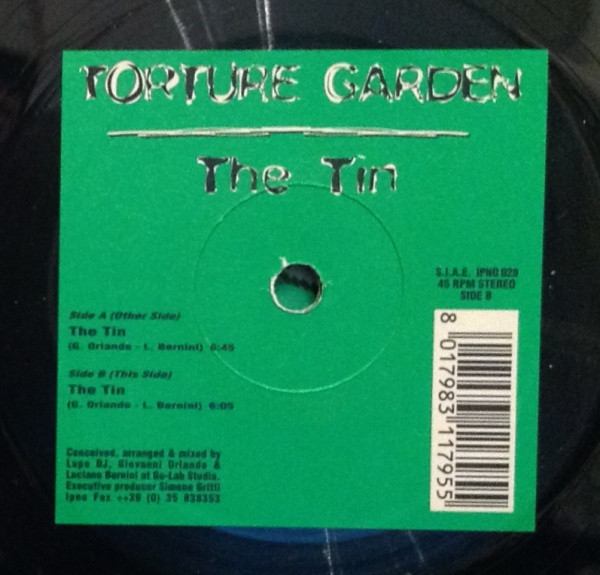 TORTURE GARDEN
The Tin
S.I.A.E. IPNO 029
45 RPM STEREO
SIDE B
Side A (Other Side)
The Tin
(G. Orlando - L. Bernini) 6:45
Side B (This Side)
The Tin
(G. Orlando - L. Bernini) 6:05
Conceived, arranged & mixed by
Lupo DJ, Giovanni Orlando &
Luciano Bernini at Go-Lab Studio.
Executive producer Simone Gritti
Ipno Fax ++39 (0) 35 838353
8 017983 117955